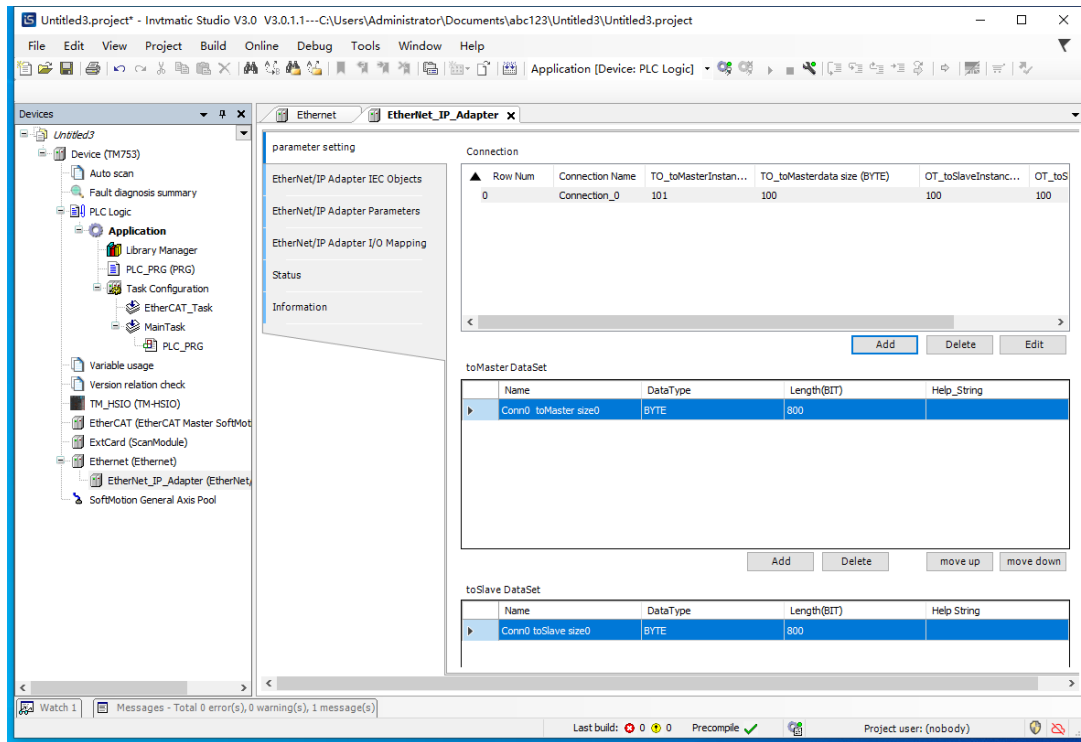 Untitled3.project* - Invtmatic Studio V3.0 V3.0.1.1---C:\Users\Administrator\Documents\abc123\Untitled3\Untitled3.project
File Edit View Project Build Online Debug Tools Window Help
Application [Device: PLC Logic]
Devices
Untitled3
Device (TM753)
Auto scan
Fault diagnosis summary
PLC Logic
Application
Library Manager
PLC_PRG (PRG)
Task Configuration
EtherCAT_Task
MainTask
PLC_PRG
Variable usage
Version relation check
TM_HSIO (TM-HSIO)
EtherCAT (EtherCAT Master SoftMot
ExtCard (ScanModule)
Ethernet (Ethernet)
EtherNet_IP_Adapter (EtherNet/
SoftMotion General Axis Pool
Ethernet EtherNet_IP_Adapter
parameter setting
EtherNet/IP Adapter IEC Objects
EtherNet/IP Adapter Parameters
EtherNet/IP Adapter I/O Mapping
Status
Information
Connection
Row Num Connection Name TO_toMasterInstan... TO_toMasterdata size (BYTE) OT_toSlaveInstanc... OT_toS
0 Connection_0 101 100 100 100
Add Delete Edit
toMaster DataSet
Name DataType Length(BIT) Help_String
Conn0 toMaster size0 BYTE 800
Add Delete move up move down
toSlave DataSet
Name DataType Length(BIT) Help String
Conn0 toSlave size0 BYTE 800
Watch 1 Messages - Total 0 error(s), 0 warning(s), 1 message(s)
Last build: 0 0 Precompile Project user: (nobody)